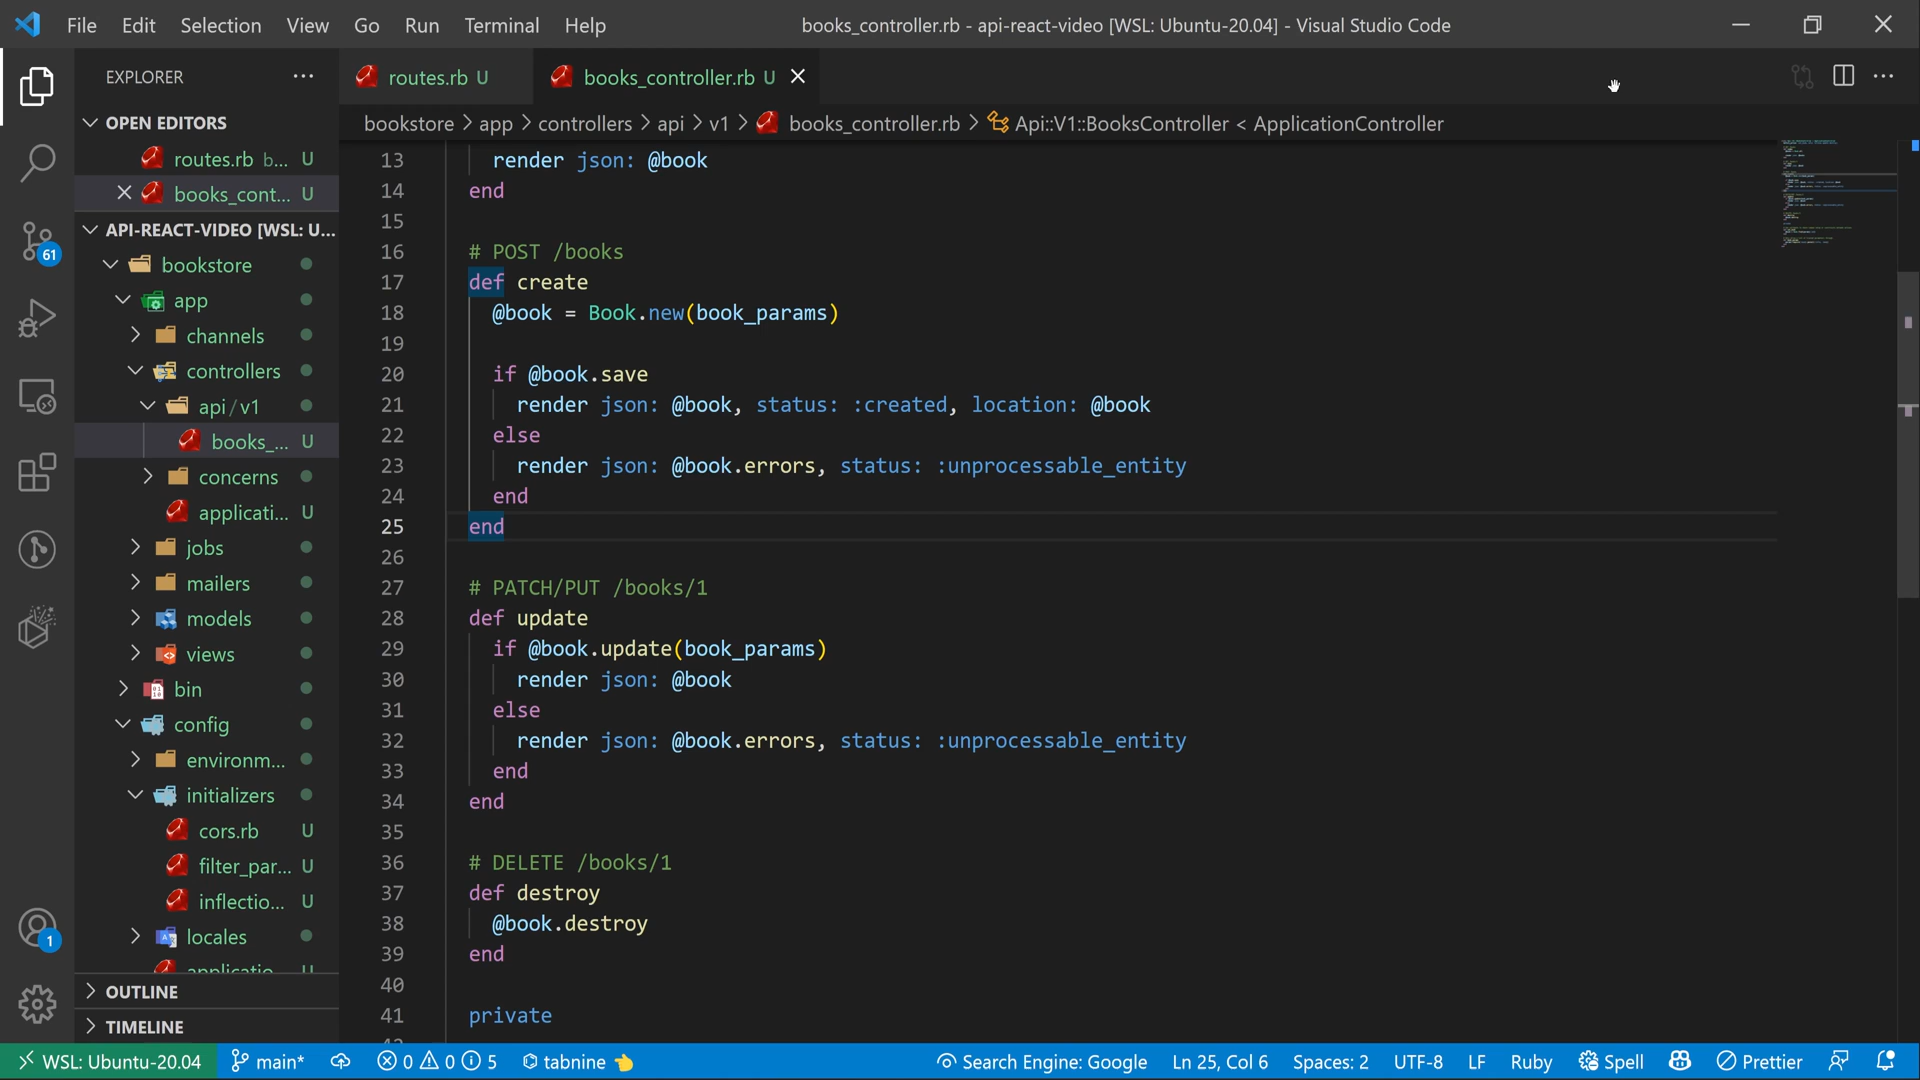 File Edit Selection View Go Run Terminal Help
books_controller.rb - api-react-video [WSL: Ubuntu-20.04] - Visual Studio Code
EXPLORER
routes.rb U
books_controller.rb U
bookstore > app > controllers > api > v1 > books_controller.rb > Api::V1::BooksController < ApplicationController
OPEN EDITORS
routes.rb b... U
books_cont... U
API-REACT-VIDEO [WSL: U...
bookstore
app
channels
controllers
api/v1
books_... U
concerns
applicati... U
jobs
mailers
models
views
bin
config
environm...
initializers
cors.rb U
filter_par... U
inflectio... U
locales
applicatio... U
OUTLINE
TIMELINE
61
1
13 render json: @book
14 end
15
16 # POST /books
17 def create
18 @book = Book.new(book_params)
19
20 if @book.save
21 render json: @book, status: :created, location: @book
22 else
23 render json: @book.errors, status: :unprocessable_entity
24 end
25 end
26
27 # PATCH/PUT /books/1
28 def update
29 if @book.update(book_params)
30 render json: @book
31 else
32 render json: @book.errors, status: :unprocessable_entity
33 end
34 end
35
36 # DELETE /books/1
37 def destroy
38 @book.destroy
39 end
40
41 private
WSL: Ubuntu-20.04 main* 0 0 5 tabnine Search Engine: Google Ln 25, Col 6 Spaces: 2 UTF-8 LF Ruby Spell Prettier